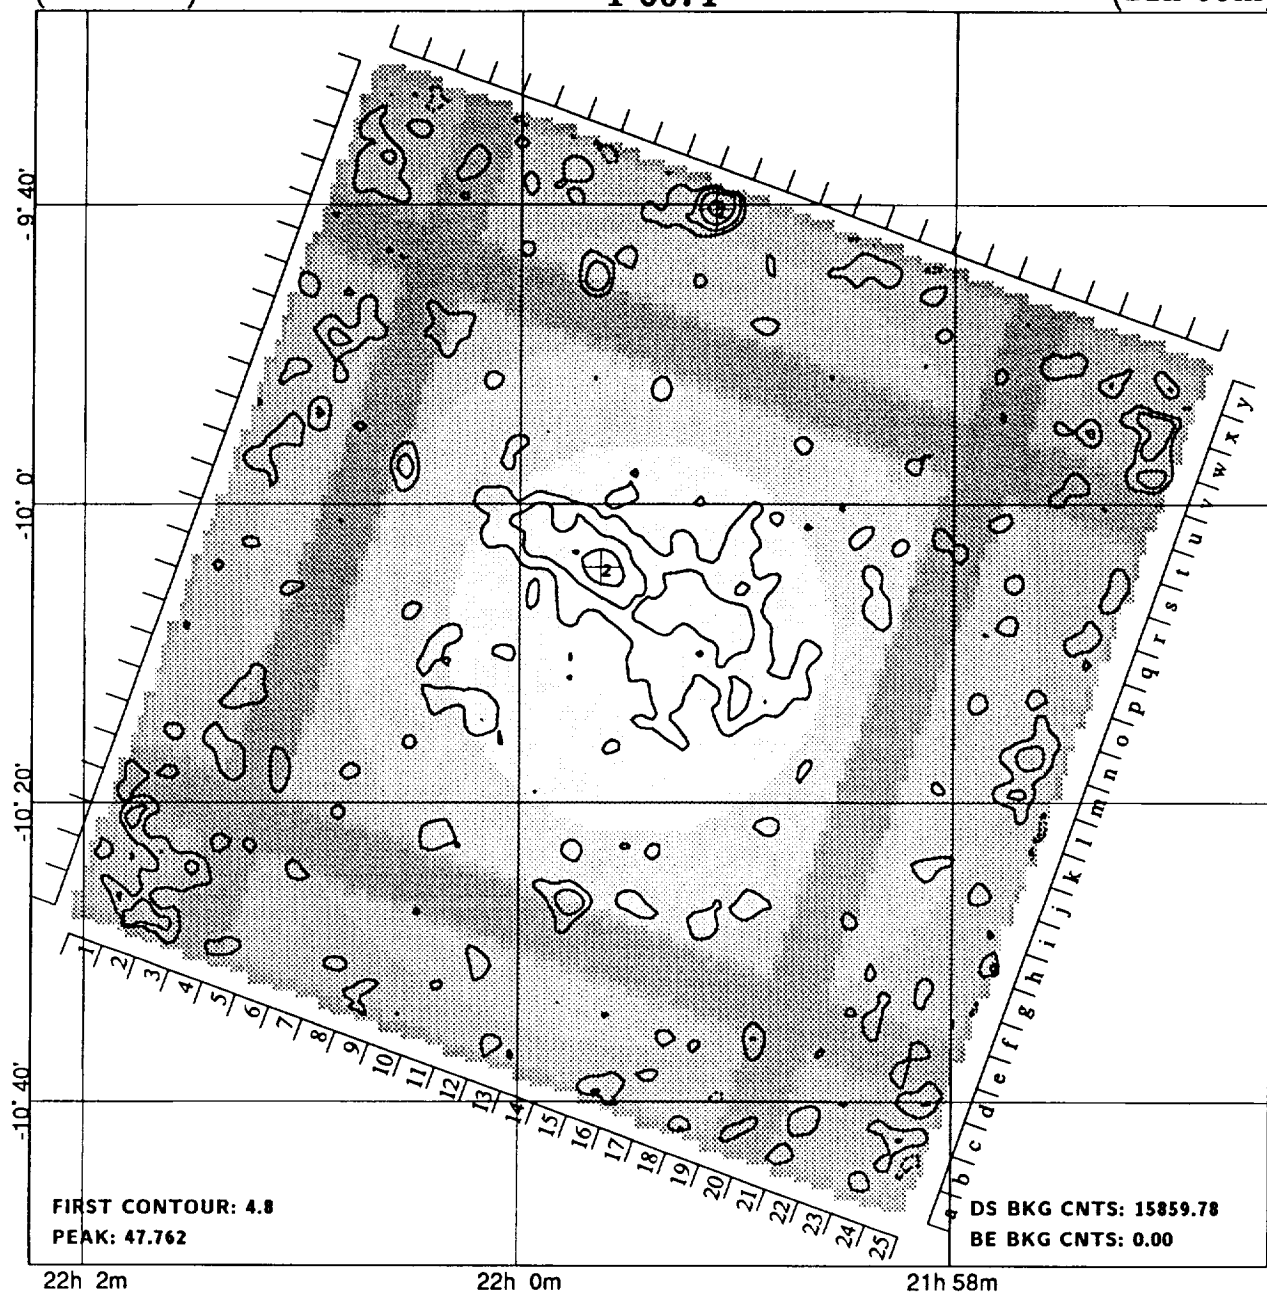 -9° 40'
-10° 0'
-10° 20'
-10° 40'
1
2
a b c d e f g h i j k l m n o p q r s t u v w x y
1 2 3 4 5 6 7 8 9 10 11 12 13 14 15 16 17 18 19 20 21 22 23 24 25
FIRST CONTOUR: 4.8
PEAK: 47.762
DS BKG CNTS: 15859.78
BE BKG CNTS: 0.00
22h 2m
22h 0m
21h 58m